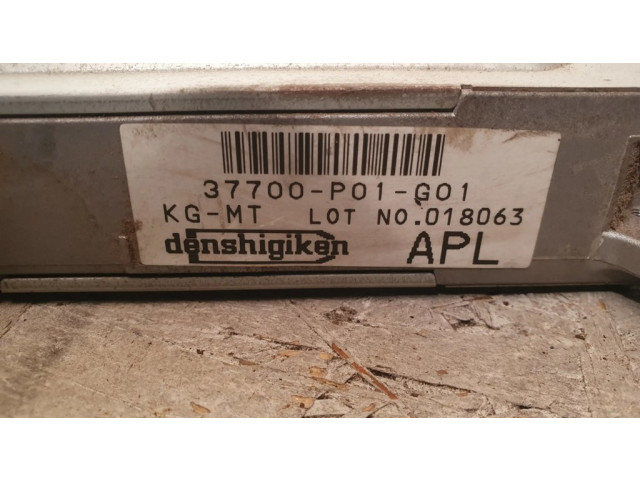 37700-P01-G01
KG-MT LOT NO.018063
denshigiken APL